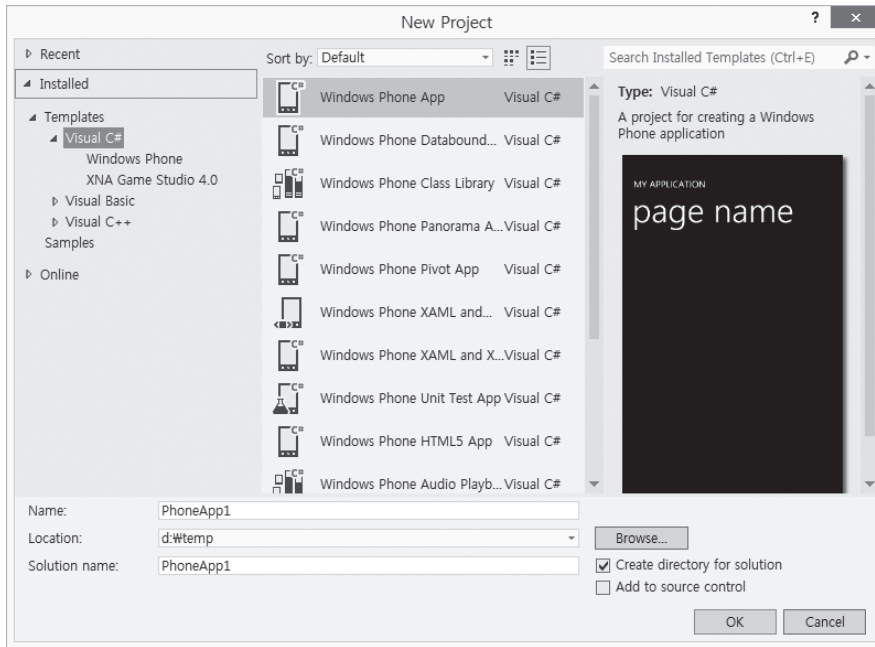 New Project
? ×
Recent
Installed
Templates
Visual C#
Windows Phone
XNA Game Studio 4.0
Visual Basic
Visual C++
Samples
Online
Sort by: Default
Windows Phone App Visual C#
Windows Phone Databound... Visual C#
Windows Phone Class Library Visual C#
Windows Phone Panorama A... Visual C#
Windows Phone Pivot App Visual C#
Windows Phone XAML and... Visual C#
Windows Phone XAML and X... Visual C#
Windows Phone Unit Test App Visual C#
Windows Phone HTML5 App Visual C#
Windows Phone Audio Playb... Visual C#
Search Installed Templates (Ctrl+E)
Type: Visual C#
A project for creating a Windows
Phone application
MY APPLICATION
page name
Name: PhoneApp1
Location: d:₩temp
Solution name: PhoneApp1
Browse...
Create directory for solution
Add to source control
OK Cancel